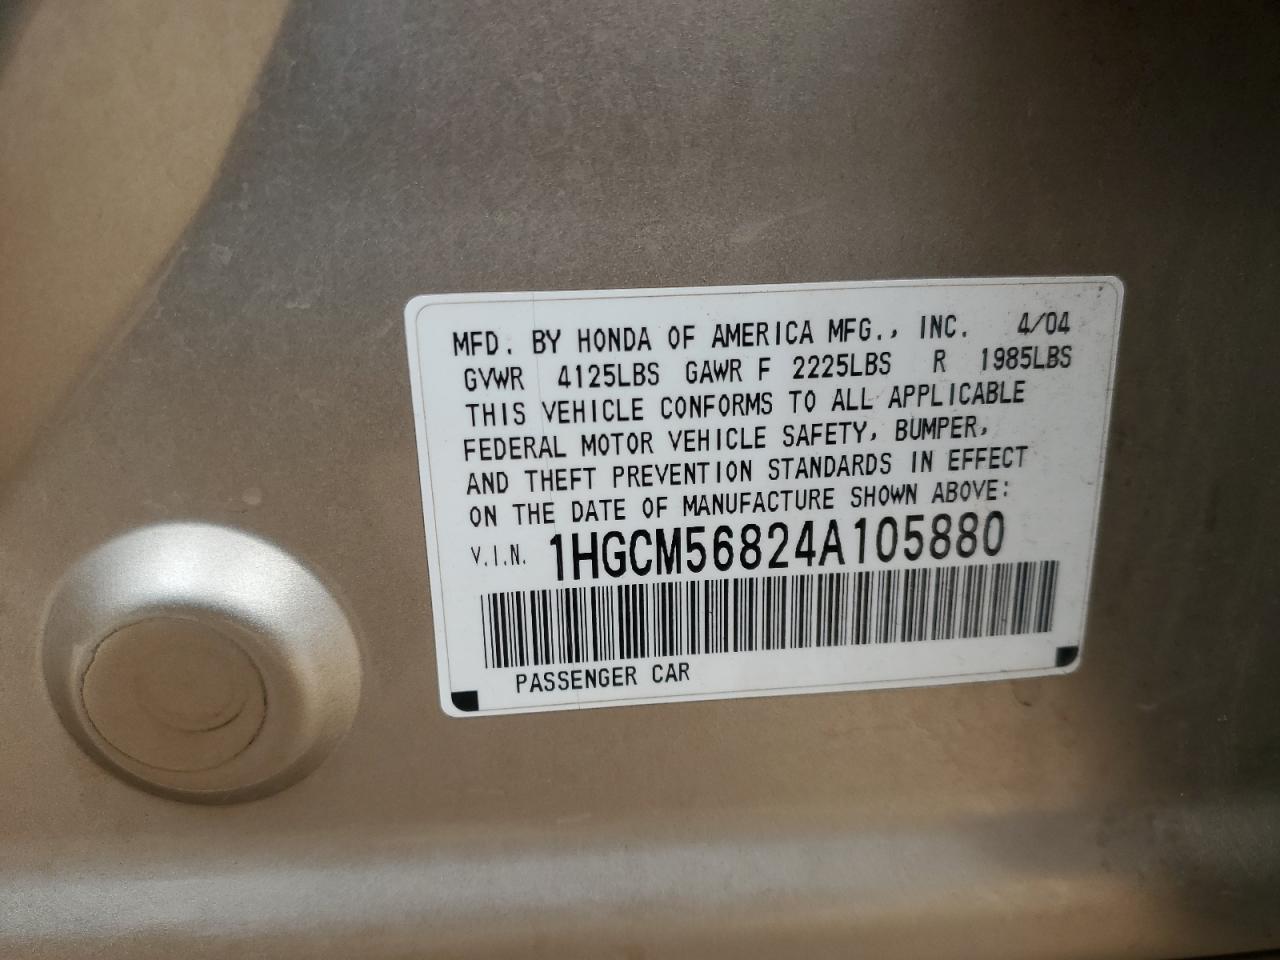 MFD. BY HONDA OF AMERICA MFG., INC. 4/04
GVWR 4125LBS GAWR F 2225LBS R 1985LBS
THIS VEHICLE CONFORMS TO ALL APPLICABLE
FEDERAL MOTOR VEHICLE SAFETY, BUMPER,
AND THEFT PREVENTION STANDARDS IN EFFECT
ON THE DATE OF MANUFACTURE SHOWN ABOVE:
V.I.N. 1HGCM56824A105880
PASSENGER CAR